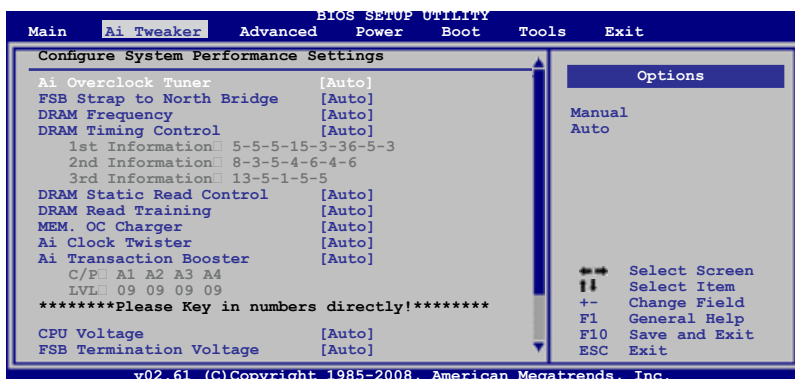 BIOS SETUP UTILITY
Main Ai Tweaker Advanced Power Boot Tools Exit
Configure System Performance Settings
Ai Overclock Tuner [Auto]
FSB Strap to North Bridge [Auto]
DRAM Frequency [Auto]
DRAM Timing Control [Auto]
1st Information□ 5-5-5-15-3-36-5-3
2nd Information□ 8-3-5-4-6-4-6
3rd Information□ 13-5-1-5-5
DRAM Static Read Control [Auto]
DRAM Read Training [Auto]
MEM. OC Charger [Auto]
Ai Clock Twister [Auto]
Ai Transaction Booster [Auto]
C/P□ A1 A2 A3 A4
LVL□ 09 09 09 09
********Please Key in numbers directly!********
CPU Voltage [Auto]
FSB Termination Voltage [Auto]
Options
Manual
Auto
←→ Select Screen
↑↓ Select Item
+- Change Field
F1 General Help
F10 Save and Exit
ESC Exit
v02.61 (C)Copyright 1985-2008, American Megatrends, Inc.